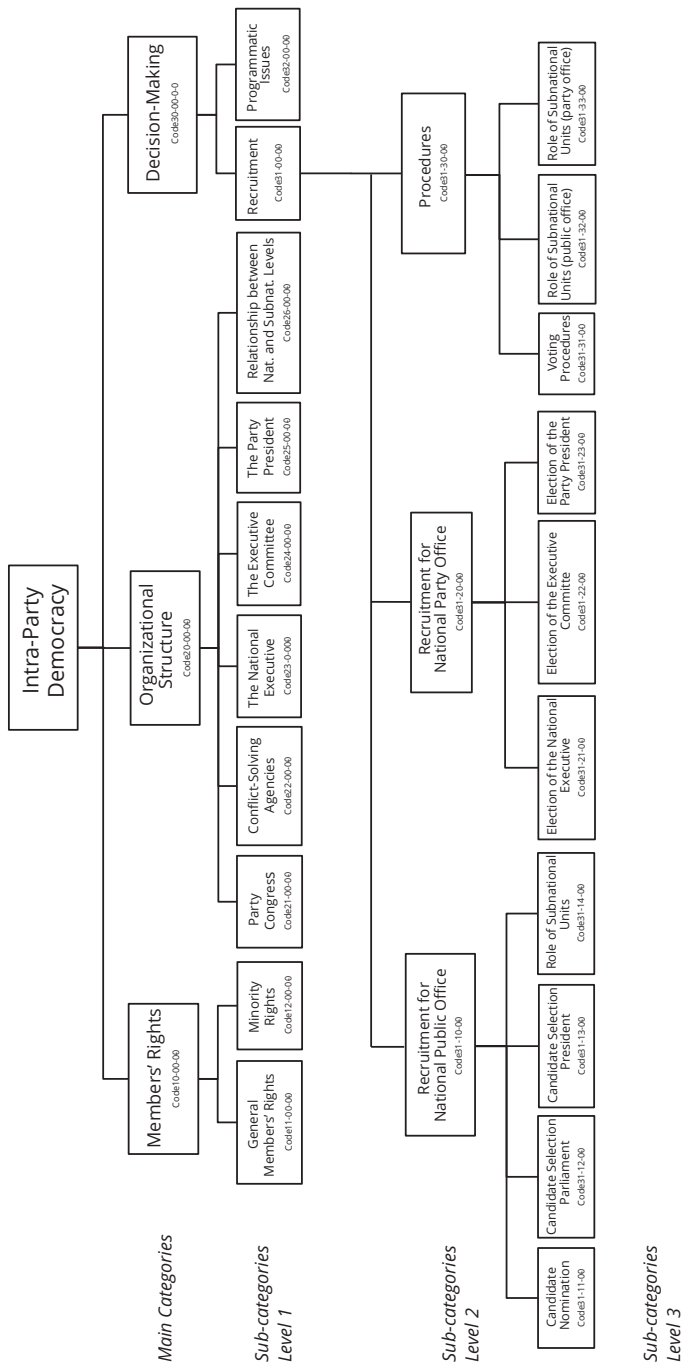 Intra-Party
Democracy
Main Categories
Members' Rights
Code10-00-00
Organizational
Structure
Code20-00-00
Decision-Making
Code30-00-0-0
Sub-categories
Level 1
General
Members' Rights
Code11-00-00
Minority
Rights
Code12-00-00
Party
Congress
Code21-00-00
Conflict-Solving
Agencies
Code22-00-00
The National
Executive
Code23-0-000
The Executive
Committee
Code24-00-00
The Party
President
Code25-00-00
Relationship between
Nat. and Subnat. Levels
Code26-00-00
Recruitment
Code31-00-00
Programmatic
Issues
Code32-00-00
Sub-categories
Level 2
Recruitment for
National Public Office
Code31-10-00
Recruitment for
National Party Office
Code31-20-00
Procedures
Code31-30-00
Sub-categories
Level 3
Candidate
Nomination
Code31-11-00
Candidate Selection
Parliament
Code31-12-00
Candidate Selection
President
Code31-13-00
Role of Subnational
Units
Code31-14-00
Election of the National
Executive
Code31-21-00
Election of the Executive
Committe
Code31-22-00
Election of the
Party President
Code31-23-00
Voting
Procedures
Code31-31-00
Role of Subnational
Units (public office)
Code31-32-00
Role of Subnational
Units (party office)
Code31-33-00